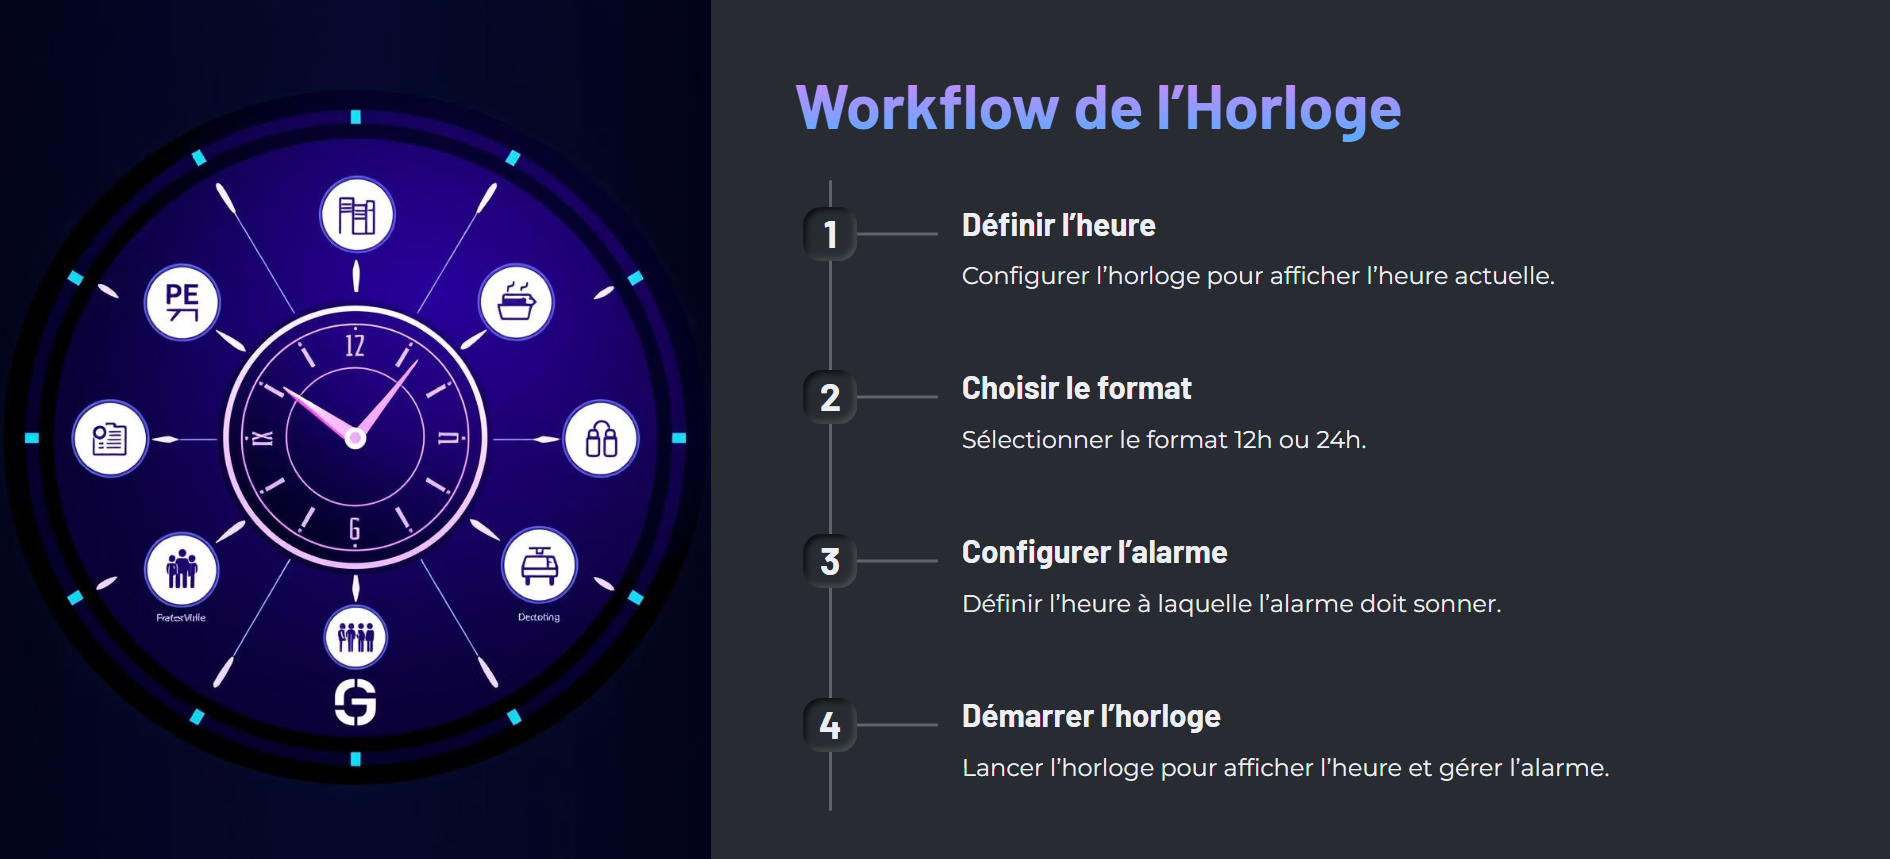 Workflow de l’Horloge
1
Définir l’heure
Configurer l’horloge pour afficher l’heure actuelle.
2
Choisir le format
Sélectionner le format 12h ou 24h.
3
Configurer l’alarme
Définir l’heure à laquelle l’alarme doit sonner.
4
Démarrer l’horloge
Lancer l’horloge pour afficher l’heure et gérer l’alarme.
PE
12
6
G